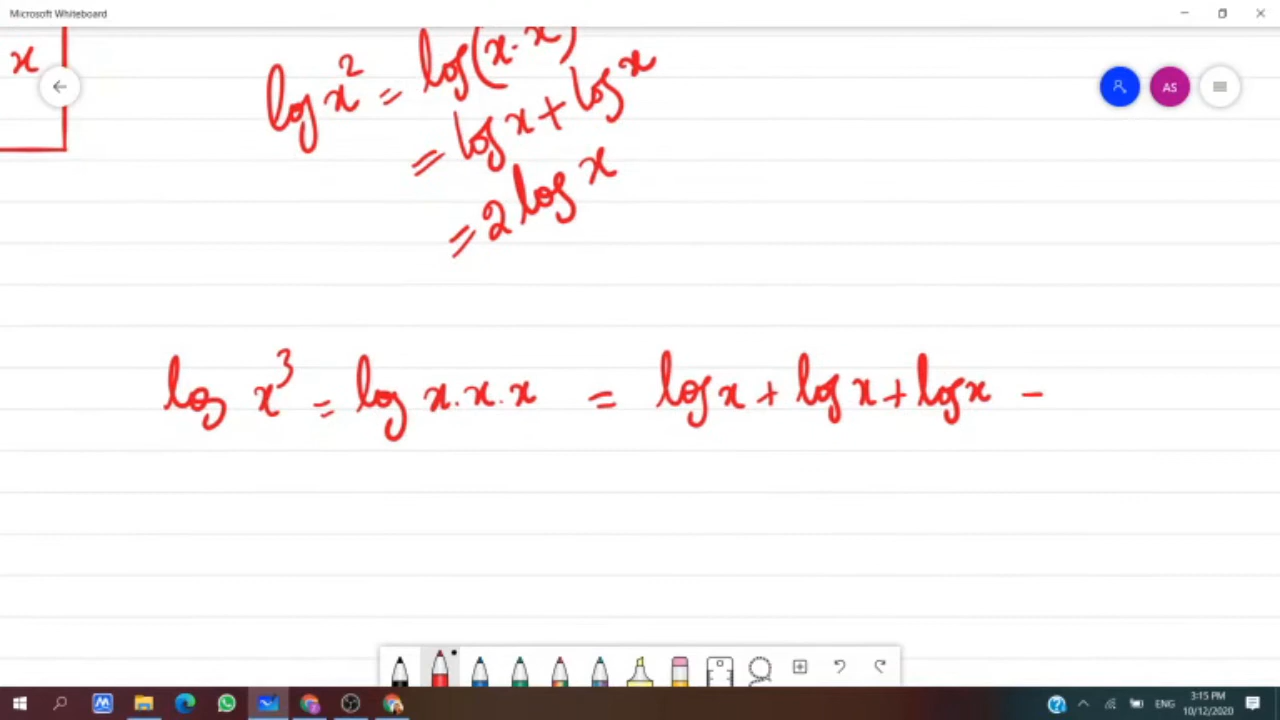 Microsoft Whiteboard
x
log x² = log(x.x)
= log x + log x
= 2 log x
AS
log x³ = log x.x.x = log x + log x + log x -
ENG
3:15 PM
10/12/2020